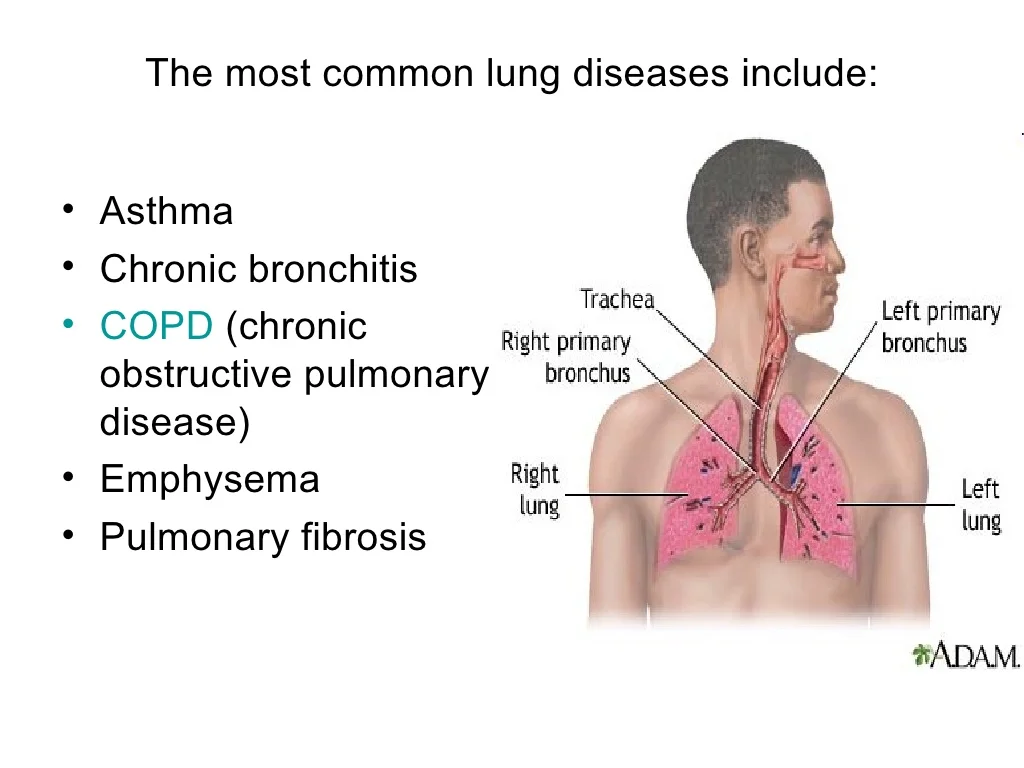 The most common lung diseases include:
• Asthma
• Chronic bronchitis
• COPD (chronic
obstructive pulmonary
disease)
• Emphysema
• Pulmonary fibrosis
Trachea
Right primary
bronchus
Left primary
bronchus
Right
lung
Left
lung
A.D.A.M.